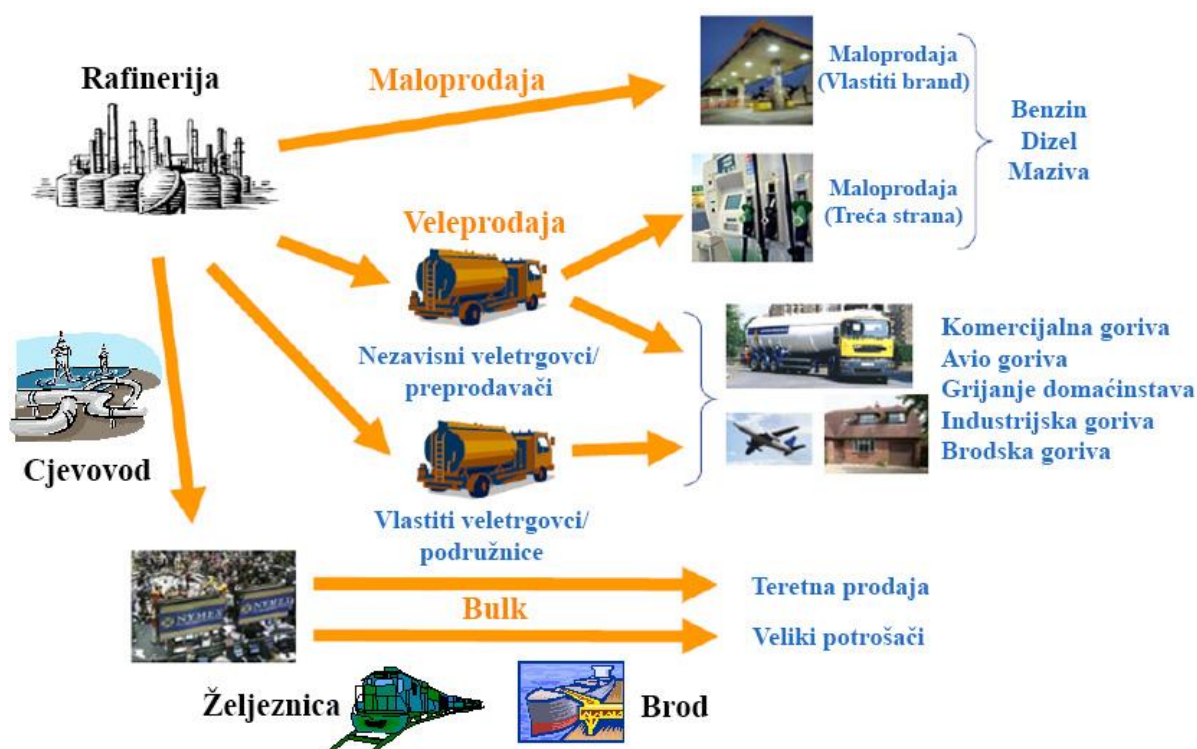 Rafinerija
Maloprodaja
Maloprodaja
(Vlastiti brand)
Benzin
Dizel
Maziva
Maloprodaja
(Treća strana)
Veleprodaja
Nezavisni veletrgovci/
preprodavači
Komercijalna goriva
Avio goriva
Grijanje domaćinstava
Industrijska goriva
Brodska goriva
Cjevovod
Vlastiti veletrgovci/
podružnice
NYMEX
Bulk
Teretna prodaja
Veliki potrošači
Željeznica
Brod